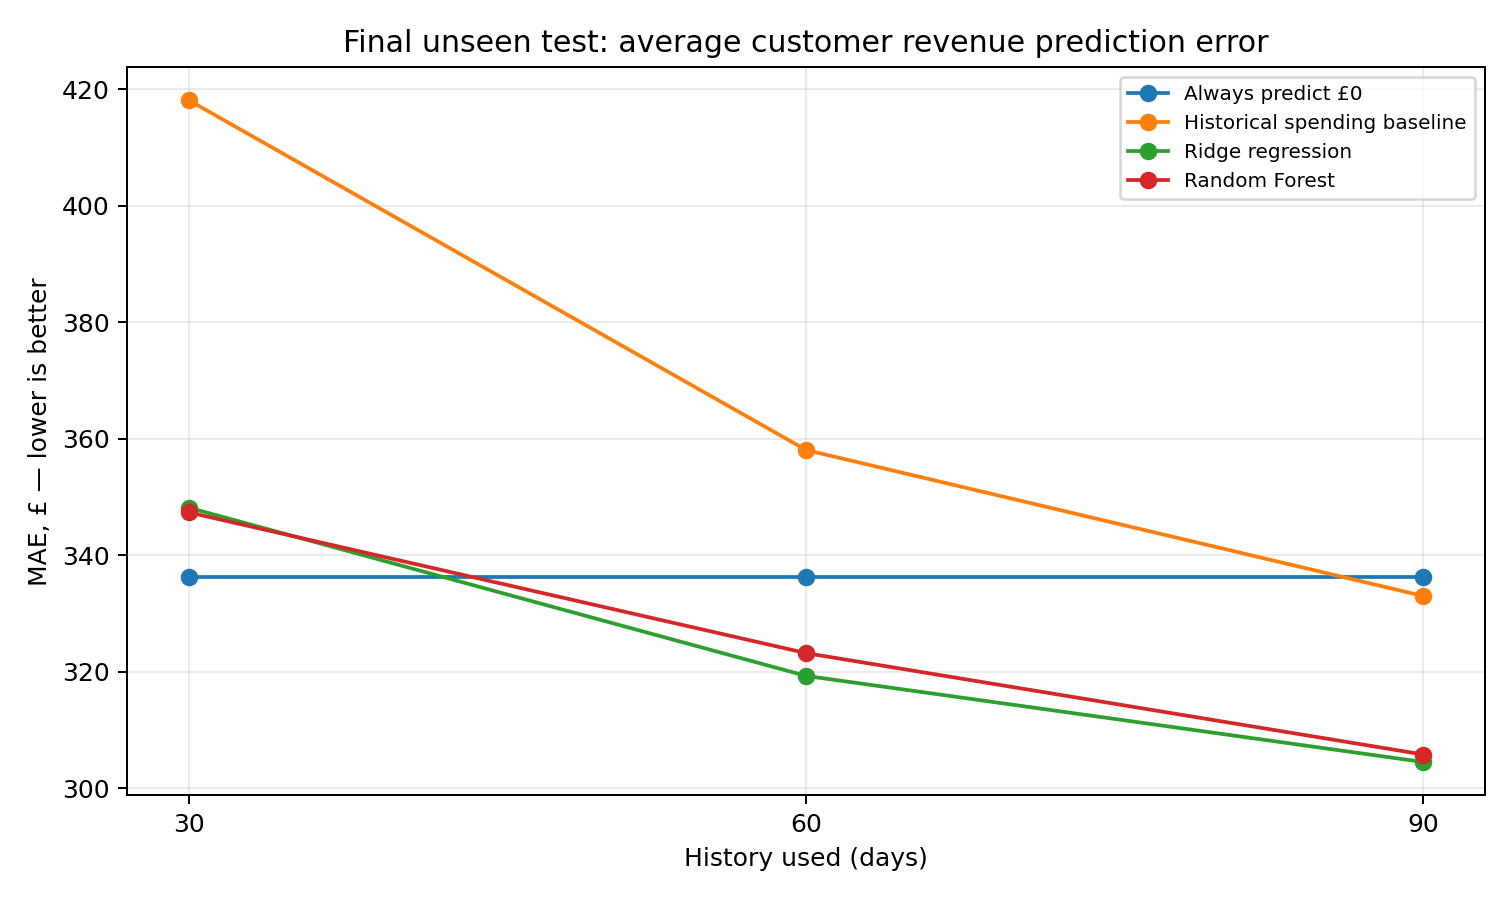 Final unseen test: average customer revenue prediction error
Always predict £0
Historical spending baseline
Ridge regression
Random Forest
MAE, £ — lower is better
420
400
380
360
340
320
300
30
60
90
History used (days)